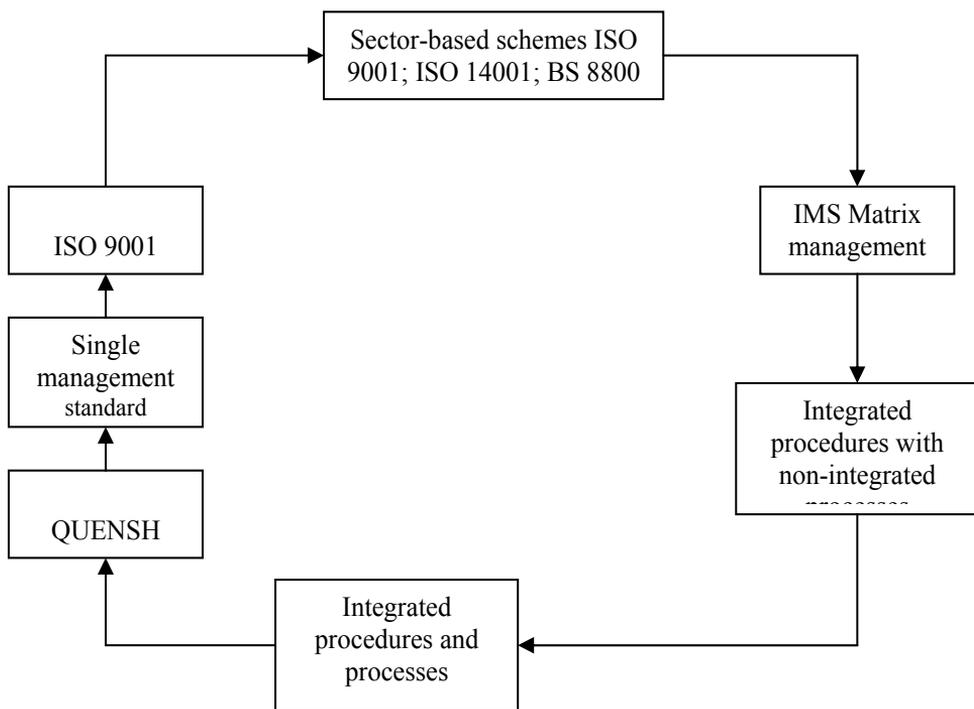 Sector-based schemes ISO
9001; ISO 14001; BS 8800
IMS Matrix
management
Integrated
procedures with
non-integrated
processes
Integrated
procedures and
processes
QUENSH
Single
management
standard
ISO 9001